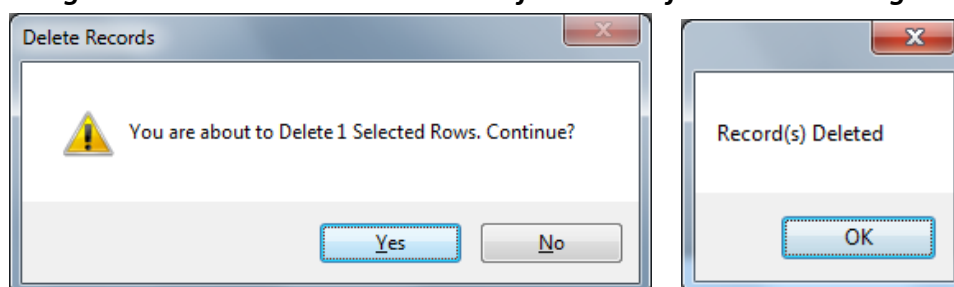 Delete Records
You are about to Delete 1 Selected Rows. Continue?
Yes
No
Record(s) Deleted
OK